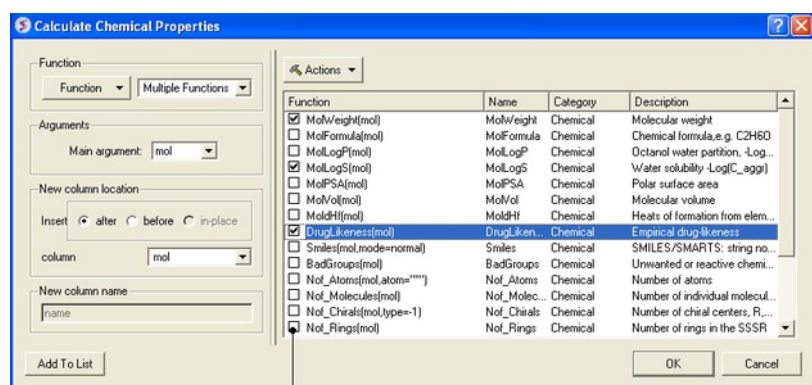 Calculate Chemical Properties
Function
Function Multiple Functions
Arguments
Main argument: mol
New column location
Insert after before in-place
column mol
New column name
name
Add To List
Actions
Function Name Category Description
MolWeight(mol) MolWeight Chemical Molecular weight
MolFormula(mol) MolFormula Chemical Chemical formula,e.g. C2H6O
MolLogP(mol) MolLogP Chemical Octanol water partition, -Log...
MolLogS(mol) MolLogS Chemical Water solubility -Log(C_aggr)
MolPSA(mol) MolPSA Chemical Polar surface area
MolVol(mol) MolVol Chemical Molecular volume
MoldHf(mol) MoldHf Chemical Heats of formation from elem...
DrugLikeness(mol) DrugLiken... Chemical Empirical drug-likeness
Smiles(mol,mode=normal) Smiles Chemical SMILES/SMARTS: string no...
BadGroups(mol) BadGroups Chemical Unwanted or reactive chemi...
Nof_Atoms(mol,atom="""") Nof_Atoms Chemical Number of atoms
Nof_Molecules(mol) Nof_Molec... Chemical Number of individual molecul...
Nof_Chirals(mol,type=-1) Nof_Chirals Chemical Number of chiral centers, R,...
Nof_Rings(mol) Nof_Rings Chemical Number of rings in the SSSR
OK Cancel